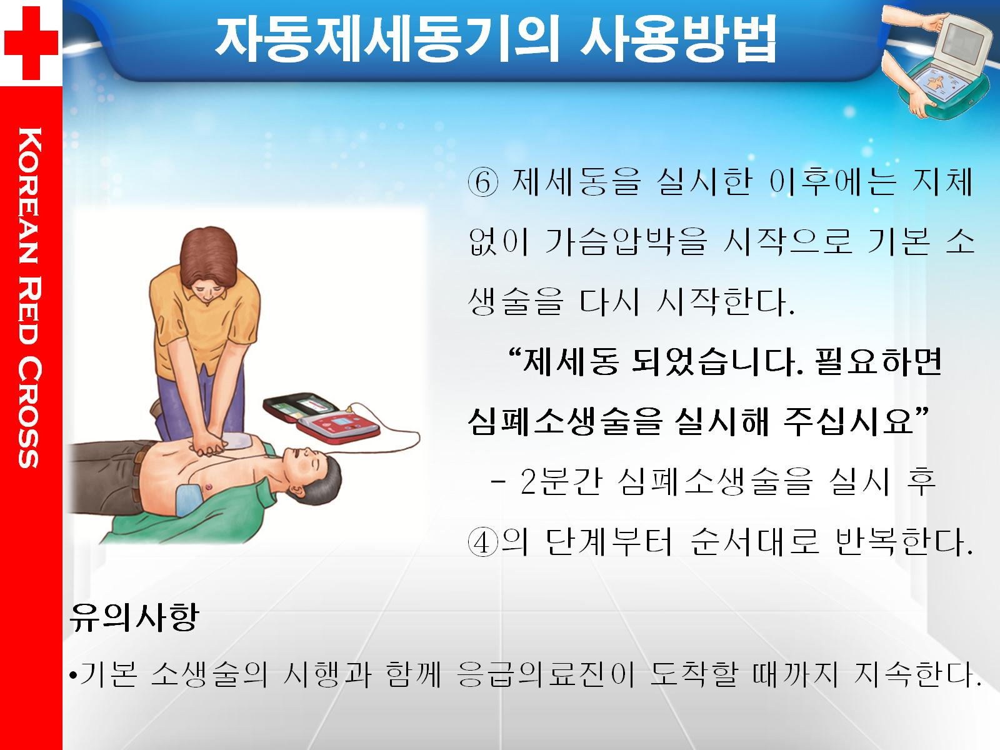 자동제세동기의 사용방법
KOREAN RED CROSS
⑥ 제세동을 실시한 이후에는 지체
없이 가슴압박을 시작으로 기본 소
생술을 다시 시작한다.
“제세동 되었습니다. 필요하면
심폐소생술을 실시해 주십시요”
- 2분간 심폐소생술을 실시 후
④의 단계부터 순서대로 반복한다.
유의사항
•기본 소생술의 시행과 함께 응급의료진이 도착할 때까지 지속한다.